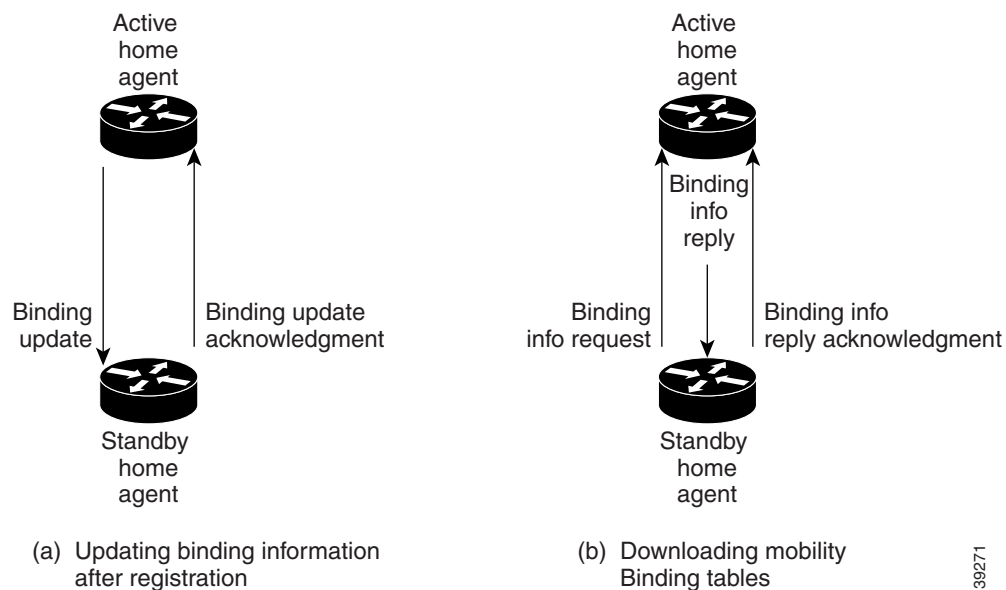 Active
home
agent
Binding
update
Binding update
acknowledgment
Standby
home
agent
(a) Updating binding information
after registration
Active
home
agent
Binding
info
reply
Binding
info request
Binding info
reply acknowledgment
Standby
home
agent
(b) Downloading mobility
Binding tables
39271